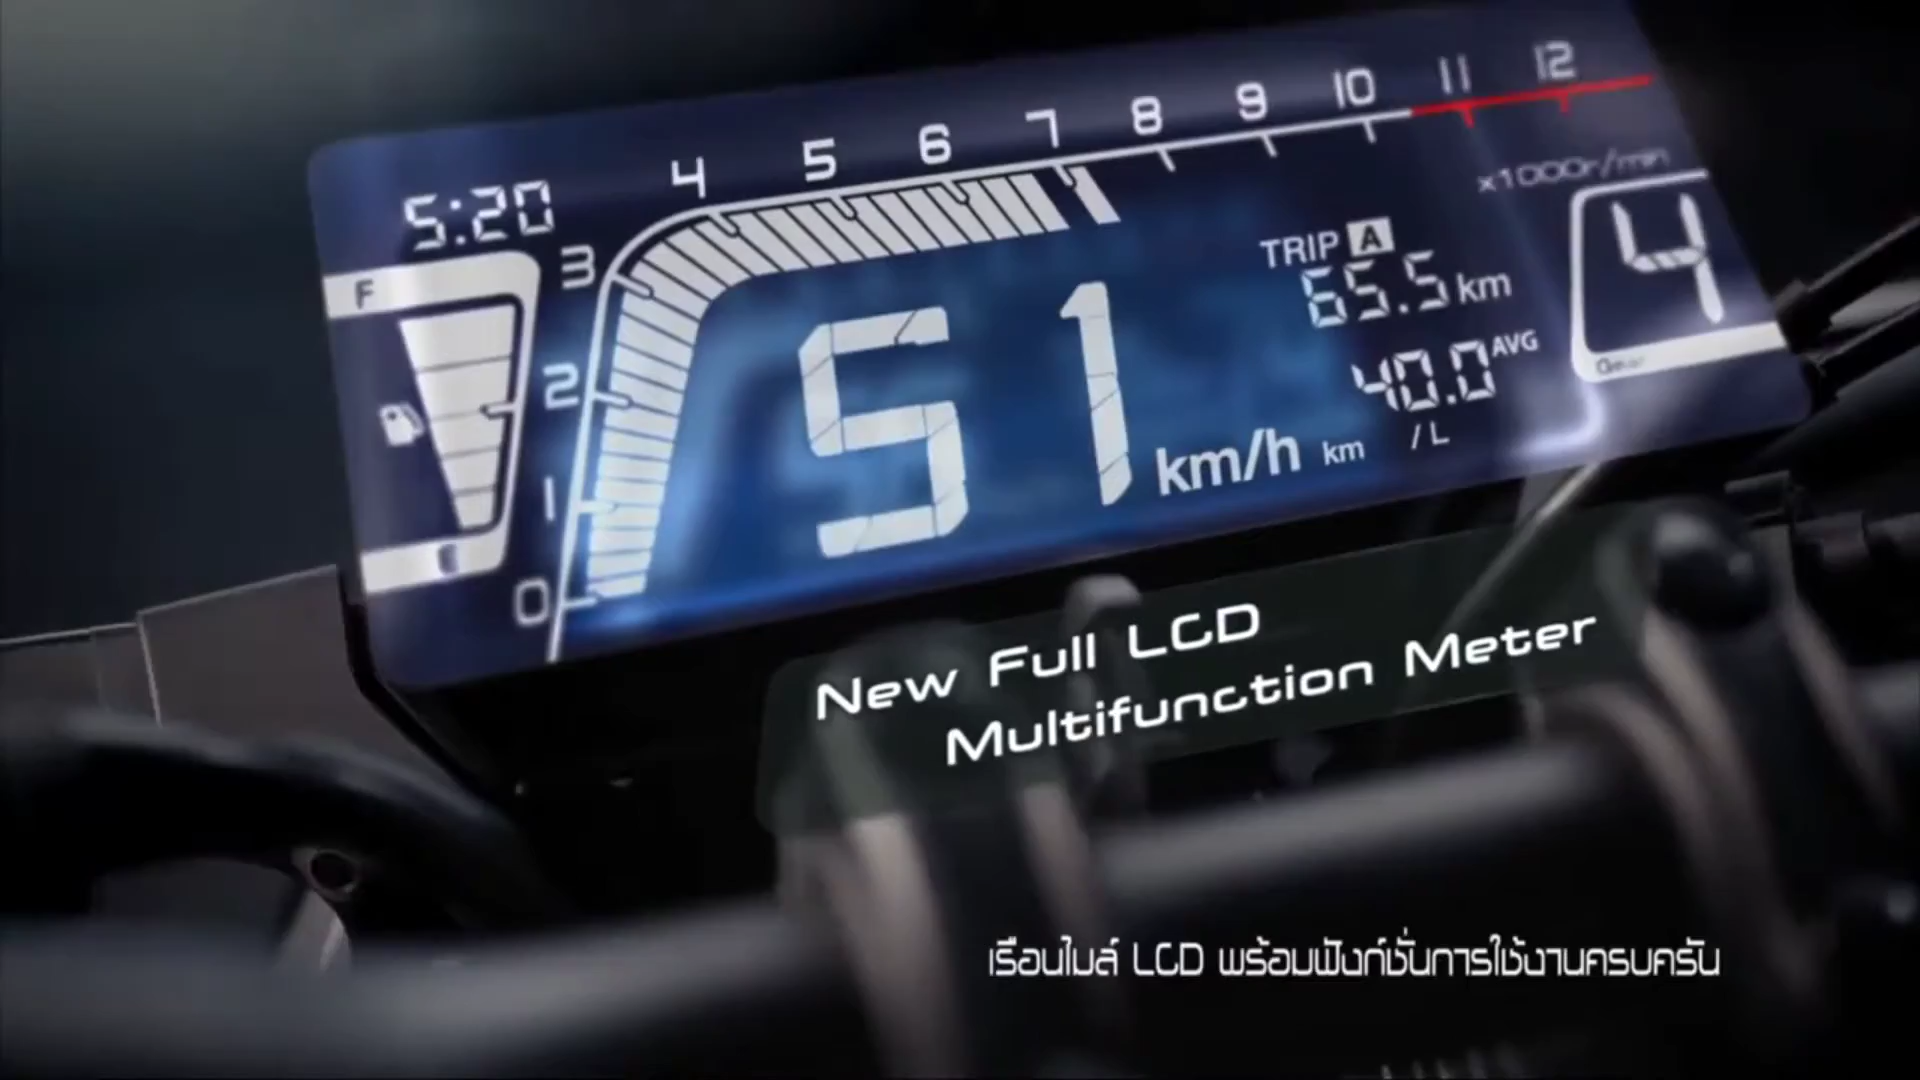 5:20
F
0
1
2
3
4
5
6
7
8
9
10
11
12
x1000r/min
TRIP A
65.5 km
40.0 AVG
km /L
51 km/h
4
Gear
New Full LCD
Multifunction Meter
เรือนไมล์ LCD พร้อมฟังก์ชั่นการใช้งานครบครัน